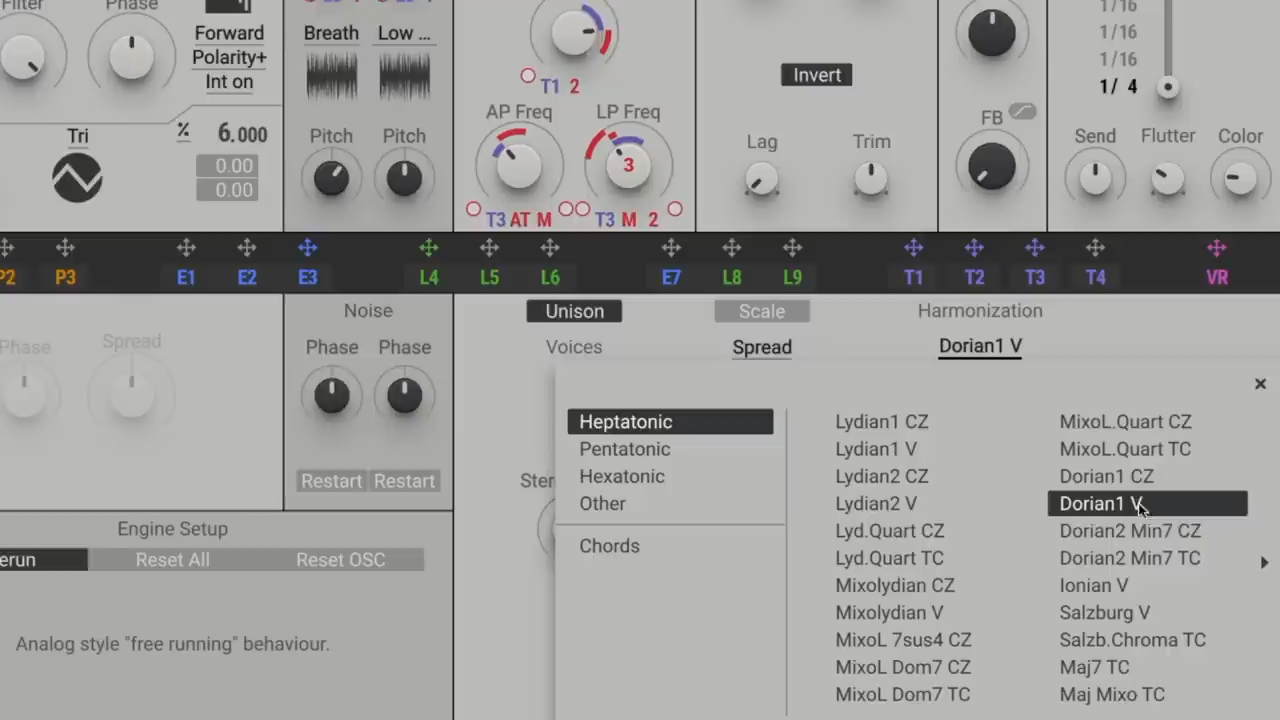 Filter
Phase
Forward
Polarity+
Int on
Tri
%
6.000
0.00
0.00
Breath
Low ...
Pitch
Pitch
T1 2
AP Freq
LP Freq
3
T3 AT M
T3 M 2
Invert
Lag
Trim
FB
1/16
1/16
1/16
1/ 4
Send
Flutter
Color
P2
P3
E1
E2
E3
L4
L5
L6
E7
L8
L9
T1
T2
T3
T4
VR
Phase
Spread
Noise
Phase
Phase
Restart
Restart
Engine Setup
erun
Reset All
Reset OSC
Analog style "free running" behaviour.
Unison
Scale
Harmonization
Voices
Spread
Dorian1 V
Ster
Heptatonic
Pentatonic
Hexatonic
Other
Chords
Lydian1 CZ
Lydian1 V
Lydian2 CZ
Lydian2 V
Lyd.Quart CZ
Lyd.Quart TC
Mixolydian CZ
Mixolydian V
MixoL 7sus4 CZ
MixoL Dom7 CZ
MixoL Dom7 TC
MixoL.Quart CZ
MixoL.Quart TC
Dorian1 CZ
Dorian1 V
Dorian2 Min7 CZ
Dorian2 Min7 TC
Ionian V
Salzburg V
Salzb.Chroma TC
Maj7 TC
Maj Mixo TC